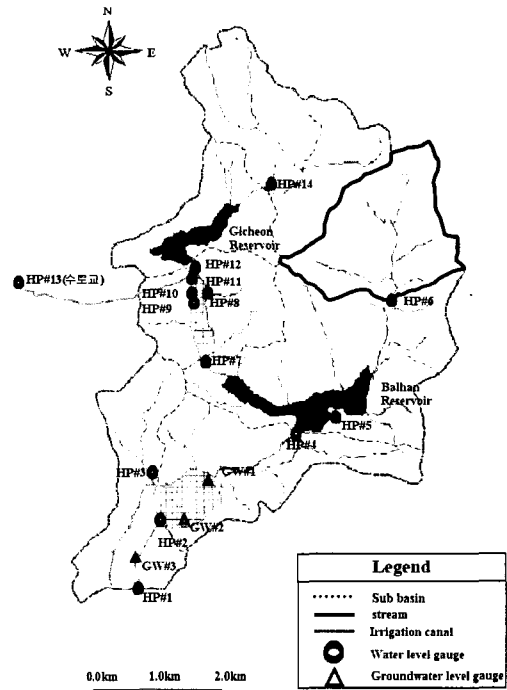 N
W E
S
HP#14
Gicheon
Reservoir
HP#12
HP#13(수로교)
HP#11
HP#10
HP#8
HP#9
HP#6
HP#7
Balhan
Reservoir
HP#5
HP#4
HP#3
GW#1
GW#2
HP#2
GW#3
HP#1
Legend
Sub basin
stream
Irrigation canal
Water level gauge
Groundwater level gauge
0.0km 1.0km 2.0km